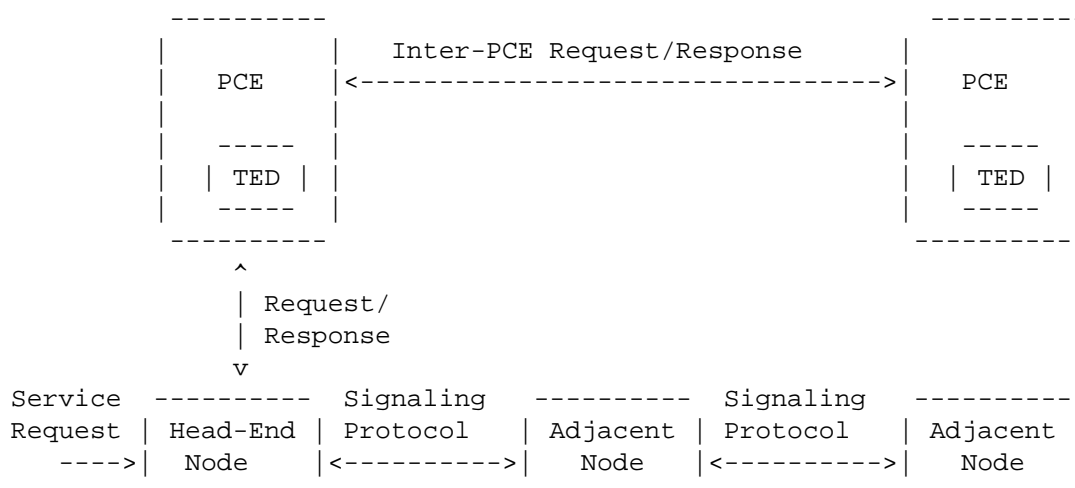 Inter-PCE Request/Response
PCE PCE
TED TED
Request/
Response
Service Signaling Signaling
Request Head-End Protocol Adjacent Protocol Adjacent
Node Node Node